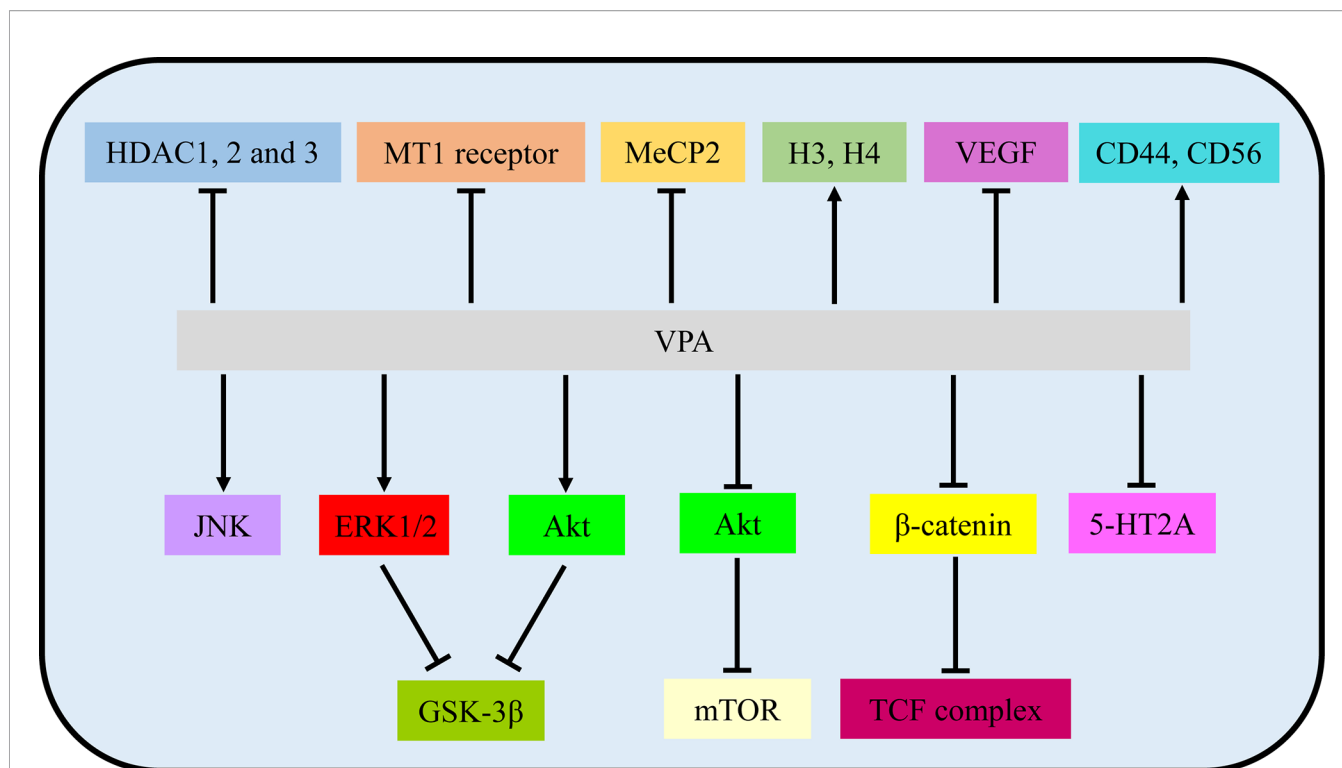 HDAC1, 2 and 3
MT1 receptor
MeCP2
H3, H4
VEGF
CD44, CD56
VPA
JNK
ERK1/2
Akt
Akt
β-catenin
5-HT2A
GSK-3β
mTOR
TCF complex